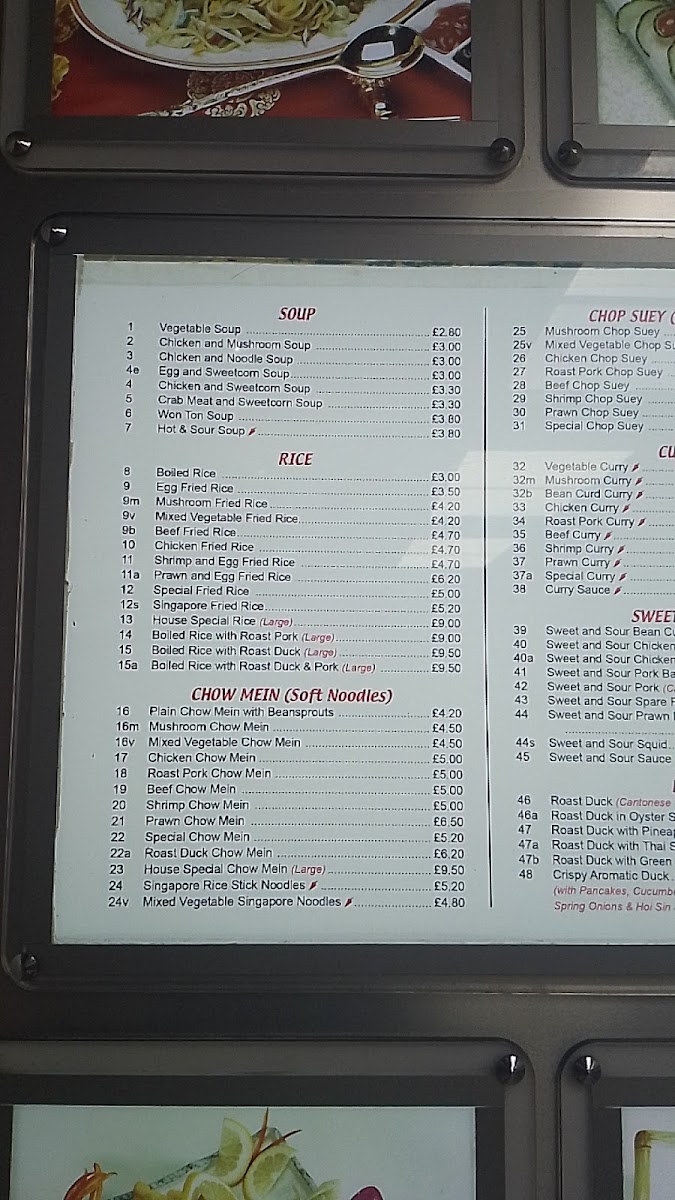 SOUP
1 Vegetable Soup £2.80
2 Chicken and Mushroom Soup £3.00
3 Chicken and Noodle Soup £3.00
4e Egg and Sweetcorn Soup £3.00
4 Chicken and Sweetcorn Soup £3.30
5 Crab Meat and Sweetcorn Soup £3.30
6 Won Ton Soup £3.80
7 Hot & Sour Soup £3.80
RICE
8 Boiled Rice £3.00
9 Egg Fried Rice £3.50
9m Mushroom Fried Rice £4.20
9v Mixed Vegetable Fried Rice £4.20
9b Beef Fried Rice £4.70
10 Chicken Fried Rice £4.70
11 Shrimp and Egg Fried Rice £4.70
11a Prawn and Egg Fried Rice £6.20
12 Special Fried Rice £5.00
12s Singapore Fried Rice £5.20
13 House Special Rice (Large) £9.00
14 Boiled Rice with Roast Pork (Large) £9.00
15 Boiled Rice with Roast Duck (Large) £9.50
15a Boiled Rice with Roast Duck & Pork (Large) £9.50
CHOW MEIN (Soft Noodles)
16 Plain Chow Mein with Beansprouts £4.20
16m Mushroom Chow Mein £4.50
16v Mixed Vegetable Chow Mein £4.50
17 Chicken Chow Mein £5.00
18 Roast Pork Chow Mein £5.00
19 Beef Chow Mein £5.00
20 Shrimp Chow Mein £5.00
21 Prawn Chow Mein £6.50
22 Special Chow Mein £5.20
22a Roast Duck Chow Mein £6.20
23 House Special Chow Mein (Large) £9.50
24 Singapore Rice Stick Noodles £5.20
24v Mixed Vegetable Singapore Noodles £4.80
CHOP SUEY (
25 Mushroom Chop Suey
25v Mixed Vegetable Chop Su
26 Chicken Chop Suey
27 Roast Pork Chop Suey
28 Beef Chop Suey
29 Shrimp Chop Suey
30 Prawn Chop Suey
31 Special Chop Suey
CU
32 Vegetable Curry
32m Mushroom Curry
32b Bean Curd Curry
33 Chicken Curry
34 Roast Pork Curry
35 Beef Curry
36 Shrimp Curry
37 Prawn Curry
37a Special Curry
38 Curry Sauce
SWEET
39 Sweet and Sour Bean Cu
40 Sweet and Sour Chicken
40a Sweet and Sour Chicken
41 Sweet and Sour Pork Ba
42 Sweet and Sour Pork (Ca
43 Sweet and Sour Spare R
44 Sweet and Sour Prawn
44s Sweet and Sour Squid
45 Sweet and Sour Sauce
46 Roast Duck (Cantonese
46a Roast Duck in Oyster S
47 Roast Duck with Pineap
47a Roast Duck with Thai S
47b Roast Duck with Green
48 Crispy Aromatic Duck
(with Pancakes, Cucumbe
Spring Onions & Hoi Sin